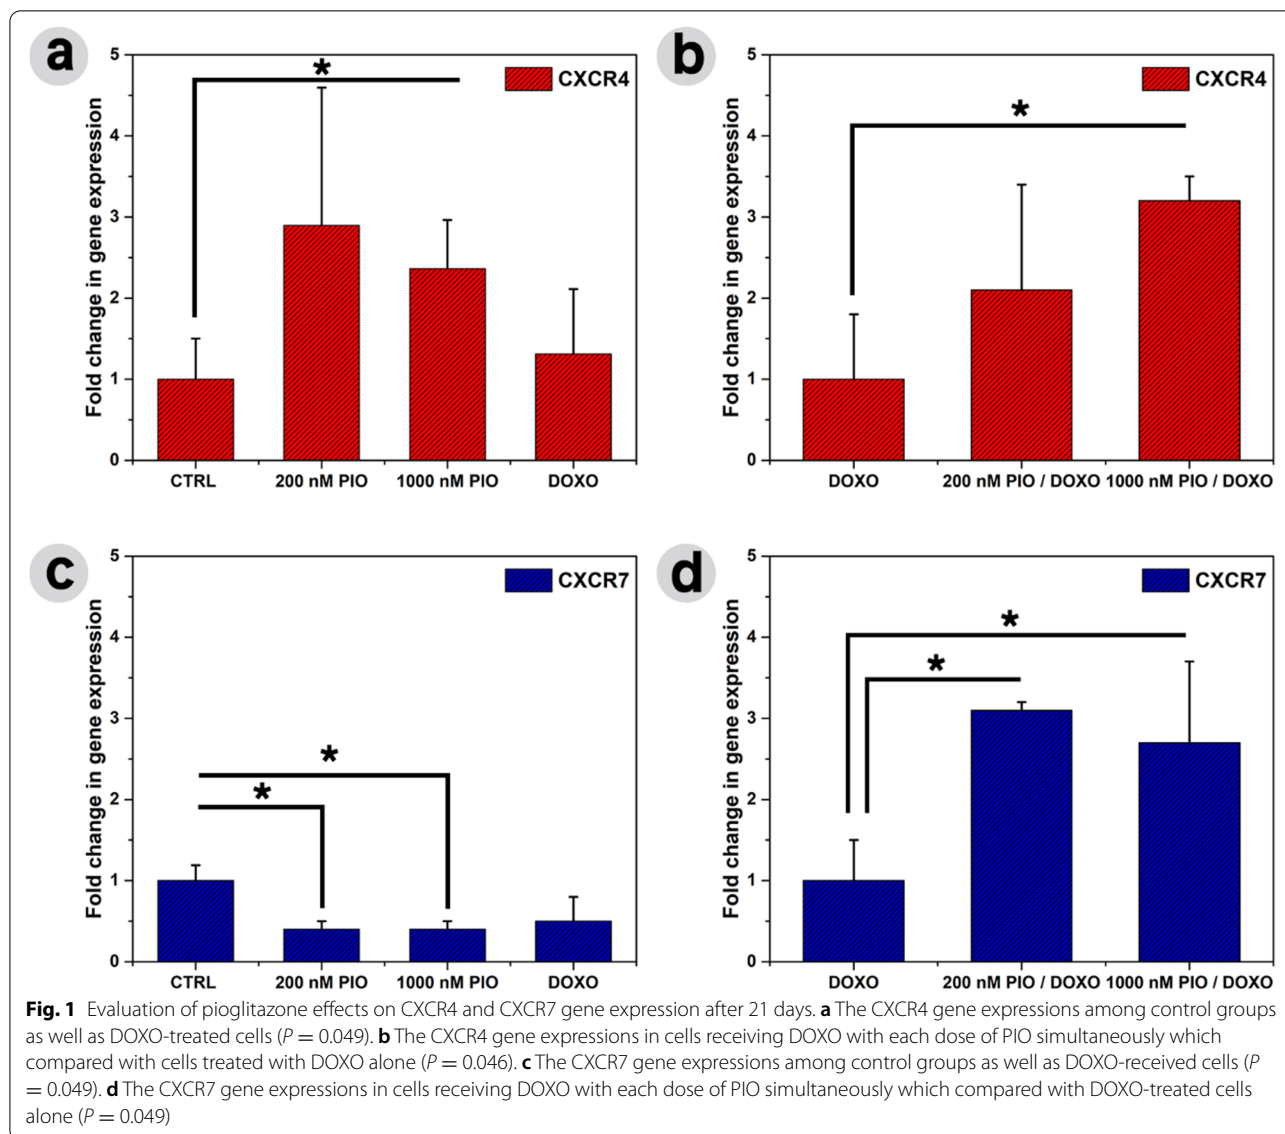 a
Fold change in gene expression
5
4
3
2
1
0
*
CXCR4
CTRL 200 nM PIO 1000 nM PIO DOXO
b
Fold change in gene expression
5
4
3
2
1
0
*
CXCR4
DOXO 200 nM PIO / DOXO 1000 nM PIO / DOXO
c
Fold change in gene expression
5
4
3
2
1
0
*
*
CXCR7
CTRL 200 nM PIO 1000 nM PIO DOXO
d
Fold change in gene expression
5
4
3
2
1
0
*
*
CXCR7
DOXO 200 nM PIO / DOXO 1000 nM PIO / DOXO
Fig. 1 Evaluation of pioglitazone effects on CXCR4 and CXCR7 gene expression after 21 days. a The CXCR4 gene expressions among control groups
as well as DOXO-treated cells (P = 0.049). b The CXCR4 gene expressions in cells receiving DOXO with each dose of PIO simultaneously which
compared with cells treated with DOXO alone (P = 0.046). c The CXCR7 gene expressions among control groups as well as DOXO-received cells (P
= 0.049). d The CXCR7 gene expressions in cells receiving DOXO with each dose of PIO simultaneously which compared with DOXO-treated cells
alone (P = 0.049)